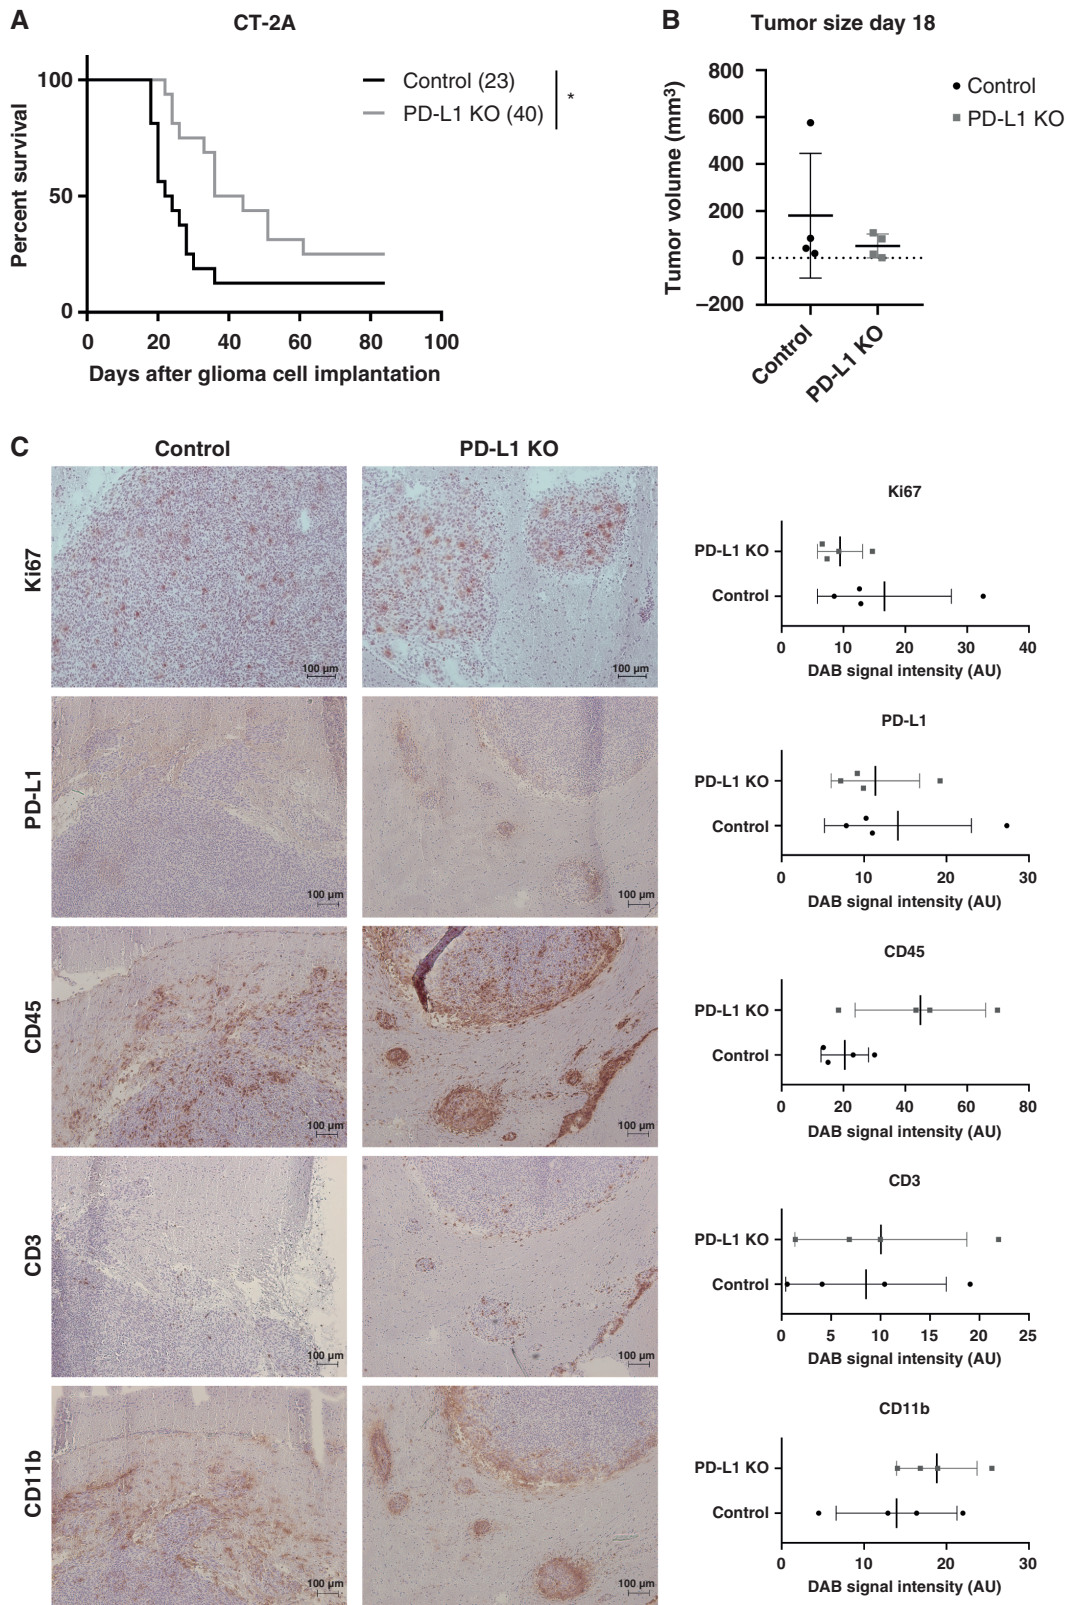 A
CT-2A
Percent survival
100
50
0
0 20 40 60 80 100
Days after glioma cell implantation
Control (23)
PD-L1 KO (40)
*
B
Tumor size day 18
Tumor volume (mm³)
800
600
400
200
0
–200
Control
PD-L1 KO
Control
PD-L1 KO
C
Control
PD-L1 KO
Ki67
100 µm
100 µm
Ki67
PD-L1 KO
Control
0 10 20 30 40
DAB signal intensity (AU)
PD-L1
100 µm
100 µm
PD-L1
PD-L1 KO
Control
0 10 20 30
DAB signal intensity (AU)
CD45
100 µm
100 µm
CD45
PD-L1 KO
Control
0 20 40 60 80
DAB signal intensity (AU)
CD3
100 µm
100 µm
CD3
PD-L1 KO
Control
0 5 10 15 20 25
DAB signal intensity (AU)
CD11b
100 µm
100 µm
CD11b
PD-L1 KO
Control
0 10 20 30
DAB signal intensity (AU)